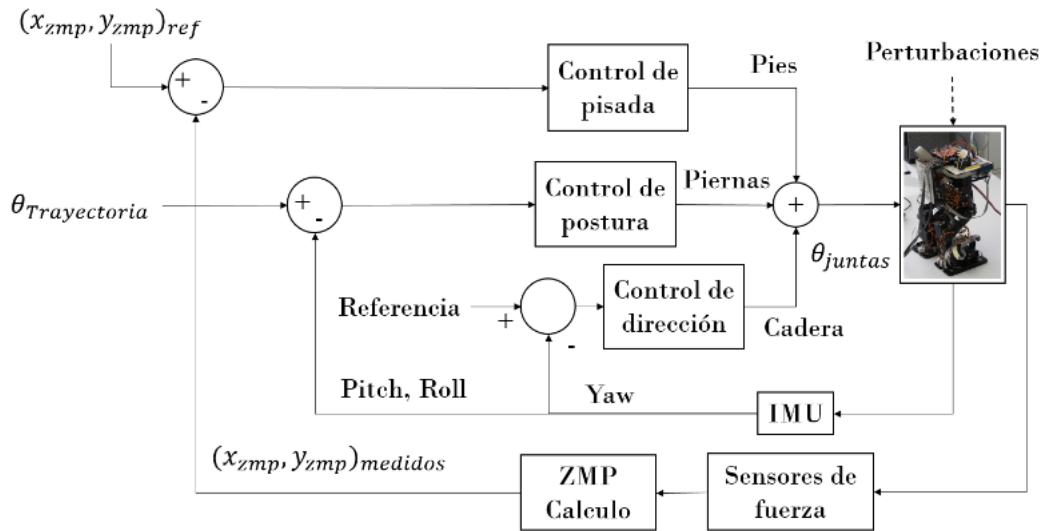 (x_zmp, y_zmp)_ref
+
-
Control de
pisada
Pies
Perturbaciones
θ_Trayectoria
+
-
Control de
postura
Piernas
+
θ_juntas
Referencia
+
-
Control de
dirección
Cadera
Pitch, Roll
Yaw
IMU
(x_zmp, y_zmp)_medidos
ZMP
Calculo
Sensores de
fuerza